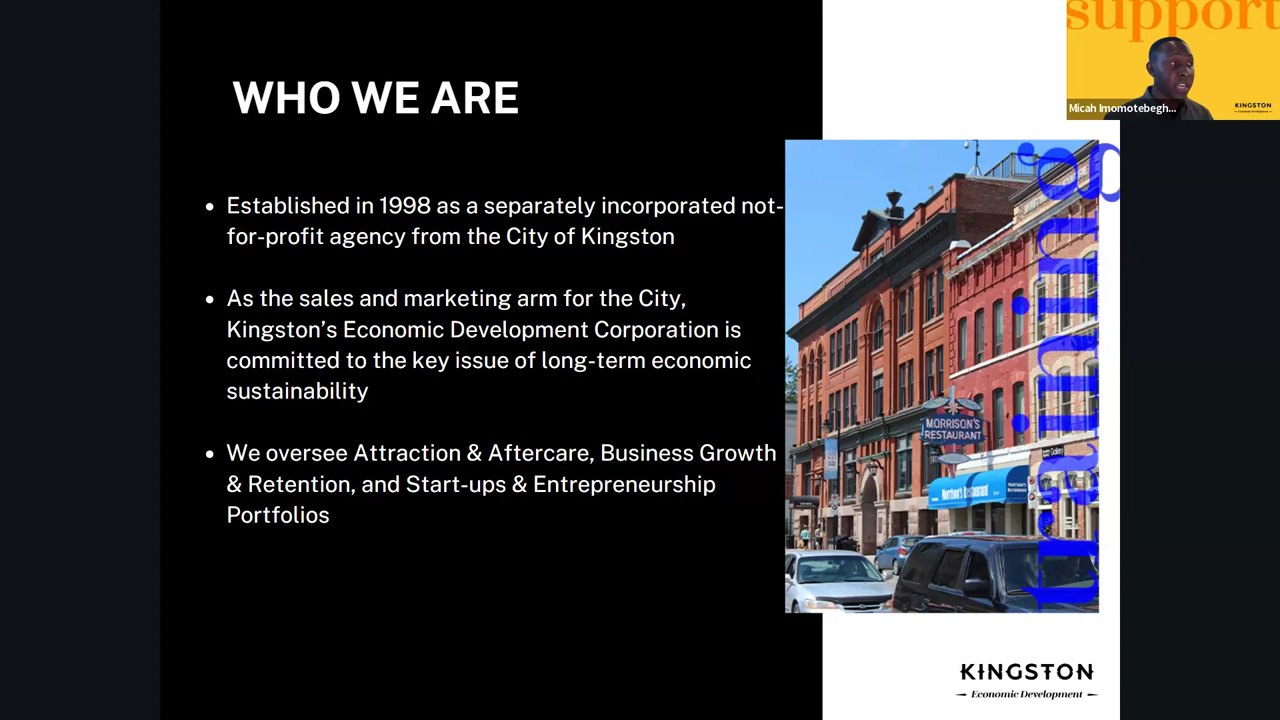 WHO WE ARE
Established in 1998 as a separately incorporated not-
for-profit agency from the City of Kingston
As the sales and marketing arm for the City,
Kingston’s Economic Development Corporation is
committed to the key issue of long-term economic
sustainability
We oversee Attraction & Aftercare, Business Growth
& Retention, and Start-ups & Entrepreneurship
Portfolios
support
KINGSTON
Micah Imomotebegh...
training
MORRISON'S
RESTAURANT
Morrison's Restaurant
KINGSTON
Economic Development